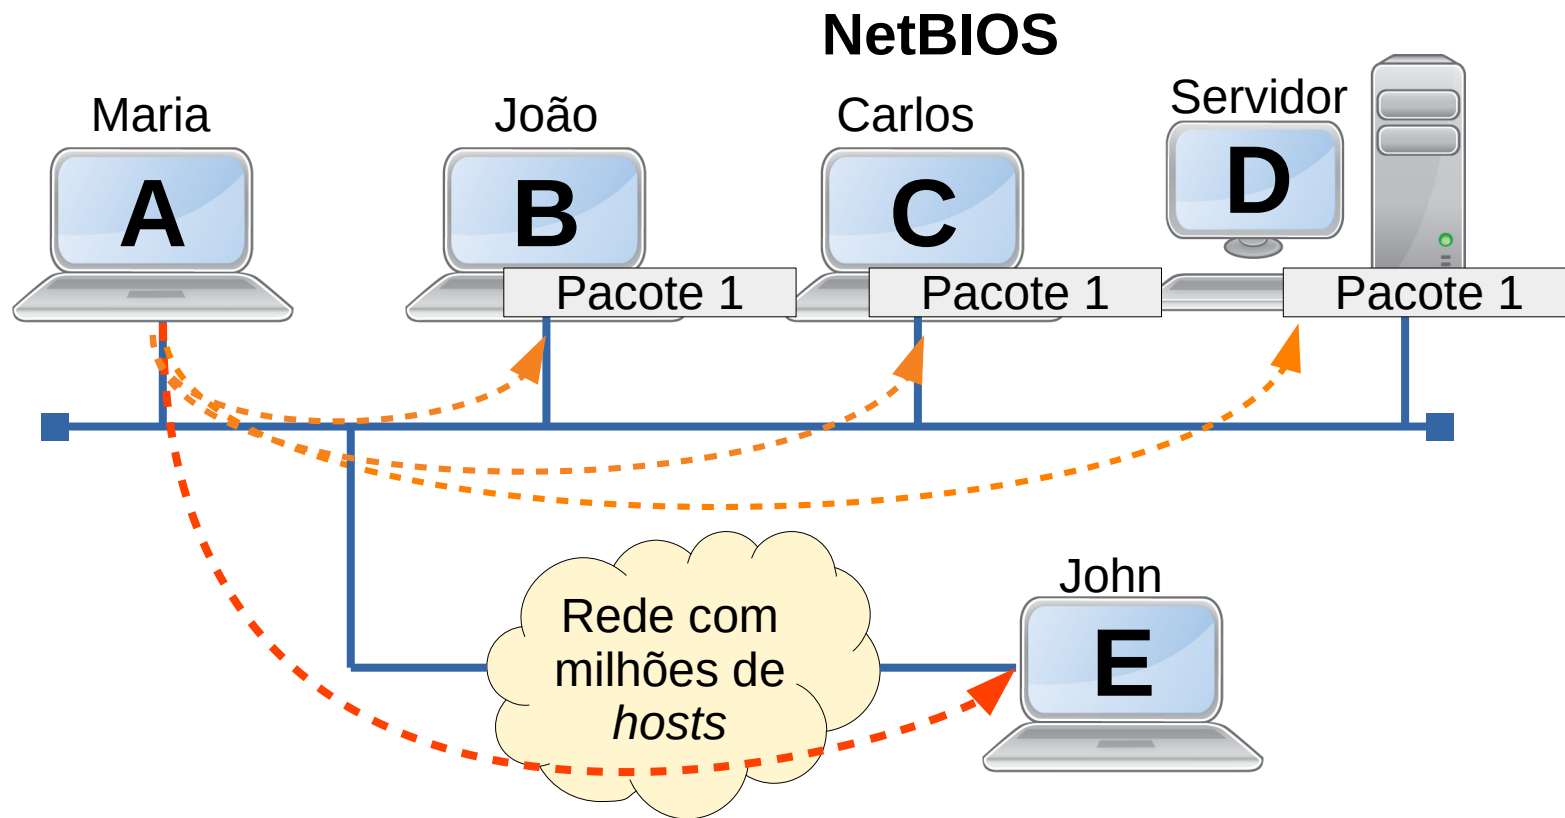 NetBIOS
Maria
João
Carlos
Servidor
A
B
C
D
Pacote 1
Pacote 1
Pacote 1
John
Rede com
milhões de
hosts
E